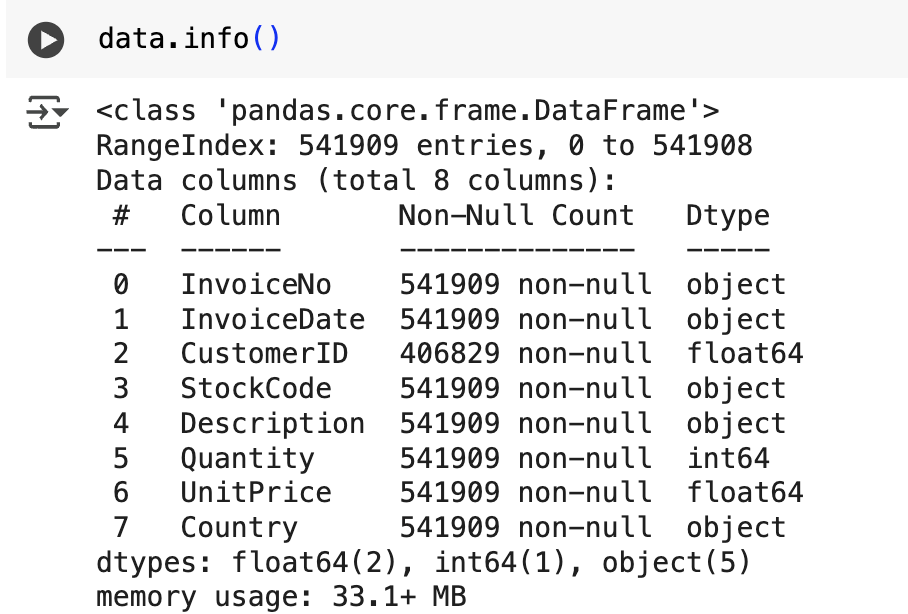 data.info()
<class 'pandas.core.frame.DataFrame'>
RangeIndex: 541909 entries, 0 to 541908
Data columns (total 8 columns):
 #   Column       Non-Null Count   Dtype
---  ------       --------------   -----
 0   InvoiceNo    541909 non-null  object
 1   InvoiceDate  541909 non-null  object
 2   CustomerID   406829 non-null  float64
 3   StockCode    541909 non-null  object
 4   Description  541909 non-null  object
 5   Quantity     541909 non-null  int64
 6   UnitPrice    541909 non-null  float64
 7   Country      541909 non-null  object
dtypes: float64(2), int64(1), object(5)
memory usage: 33.1+ MB